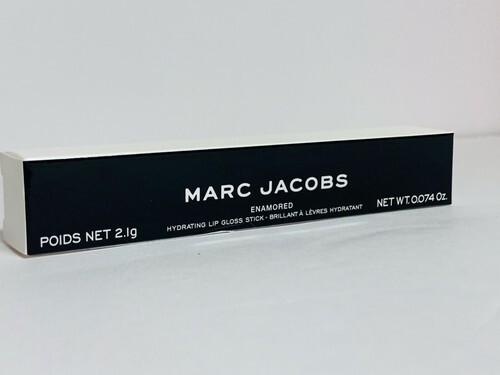 MARC JACOBS
ENAMORED
HYDRATING LIP GLOSS STICK - BRILLANT À LÈVRES HYDRATANT
POIDS NET 2.1g
NET WT. 0.074 Oz.